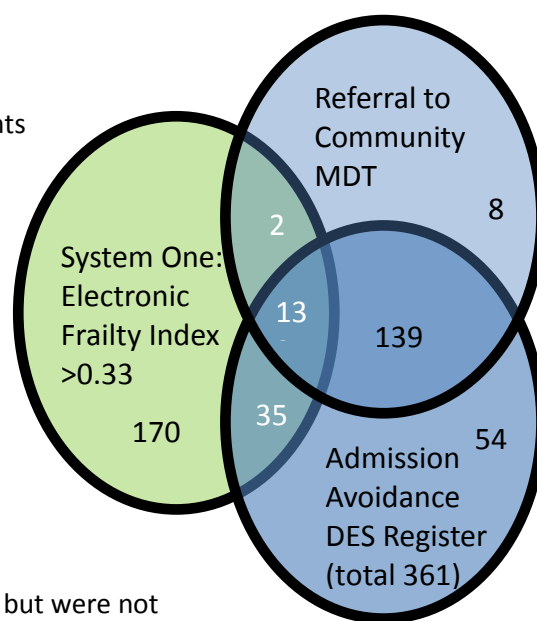 nts
Referral to
Community
MDT
8
2
System One:
Electronic
Frailty Index
>0.33
13
139
170
35
54
Admission
Avoidance
DES Register
(total 361)
but were not